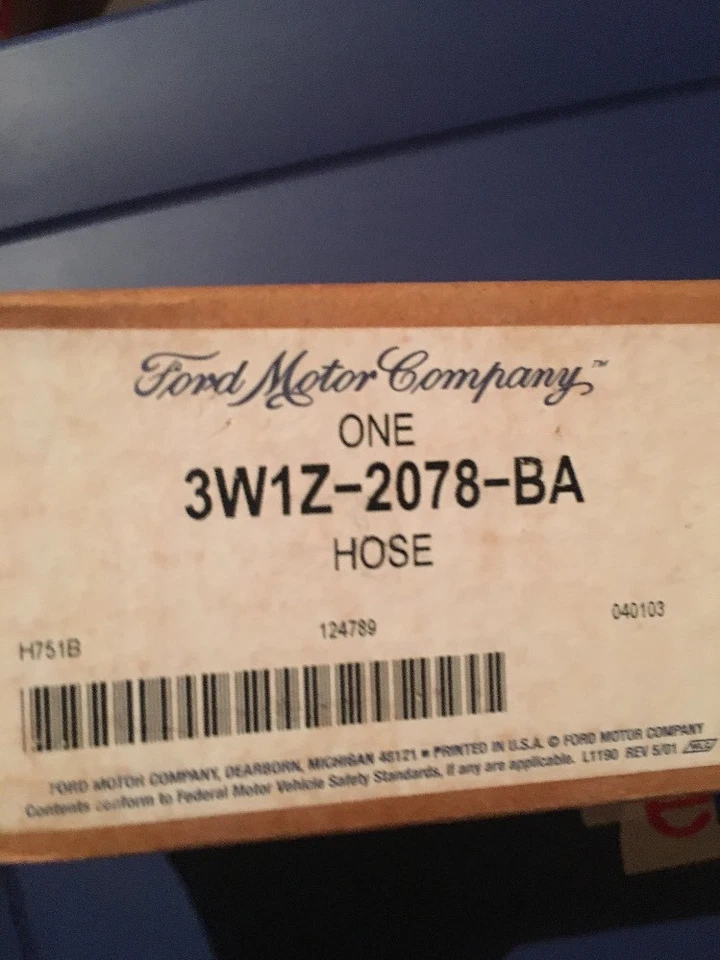 Ford Motor Company™
ONE
3W1Z-2078-BA
HOSE
H751B 124789 040103
FORD MOTOR COMPANY, DEARBORN, MICHIGAN 48121 ■ PRINTED IN U.S.A. © FORD MOTOR COMPANY
Contents conform to Federal Motor Vehicle Safety Standards, if any are applicable. L1190 REV 5/01
e